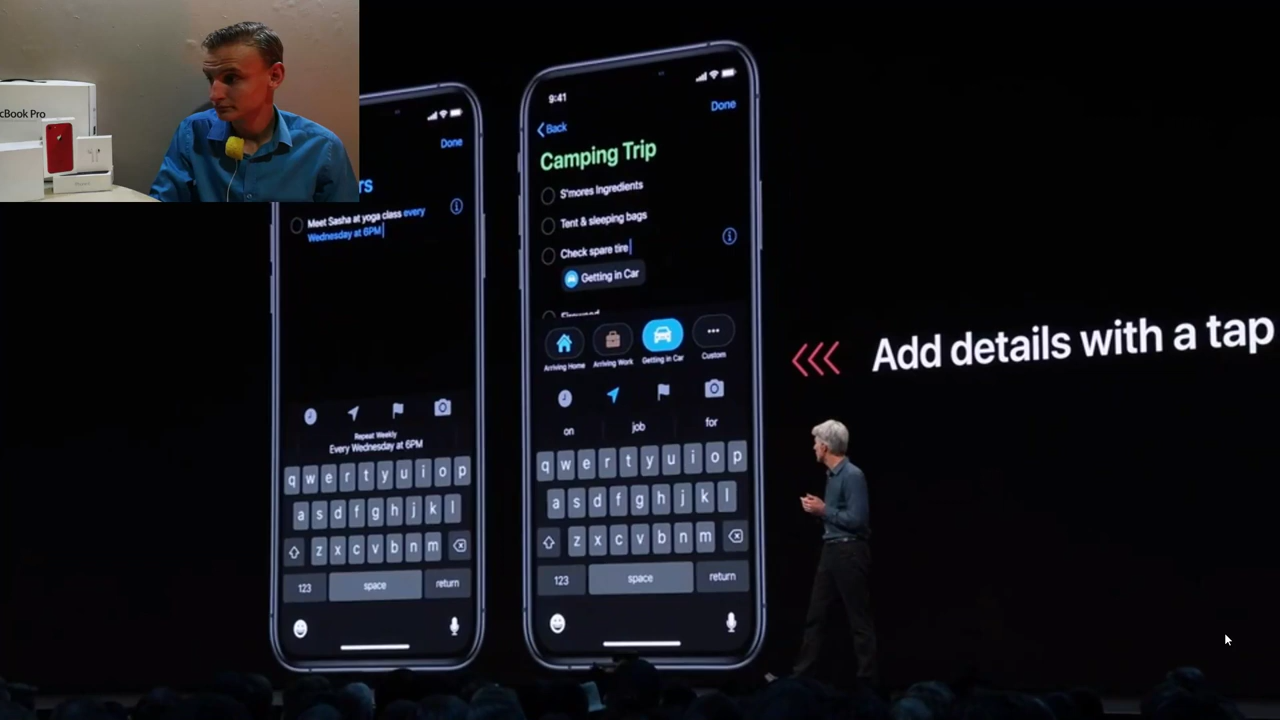 cBook Pro
Done
rs
Meet Sasha at yoga class every
Wednesday at 6PM
Repeat Weekly
Every Wednesday at 6PM
q w e r t y u i o p
a s d f g h j k l
z x c v b n m
123 space return
9:41
Back
Done
Camping Trip
S'mores Ingredients
Tent & sleeping bags
Check spare tire
Getting in Car
Firewood
Arriving Home Arriving Work Getting in Car Custom
on job for
q w e r t y u i o p
a s d f g h j k l
z x c v b n m
123 space return
Add details with a tap